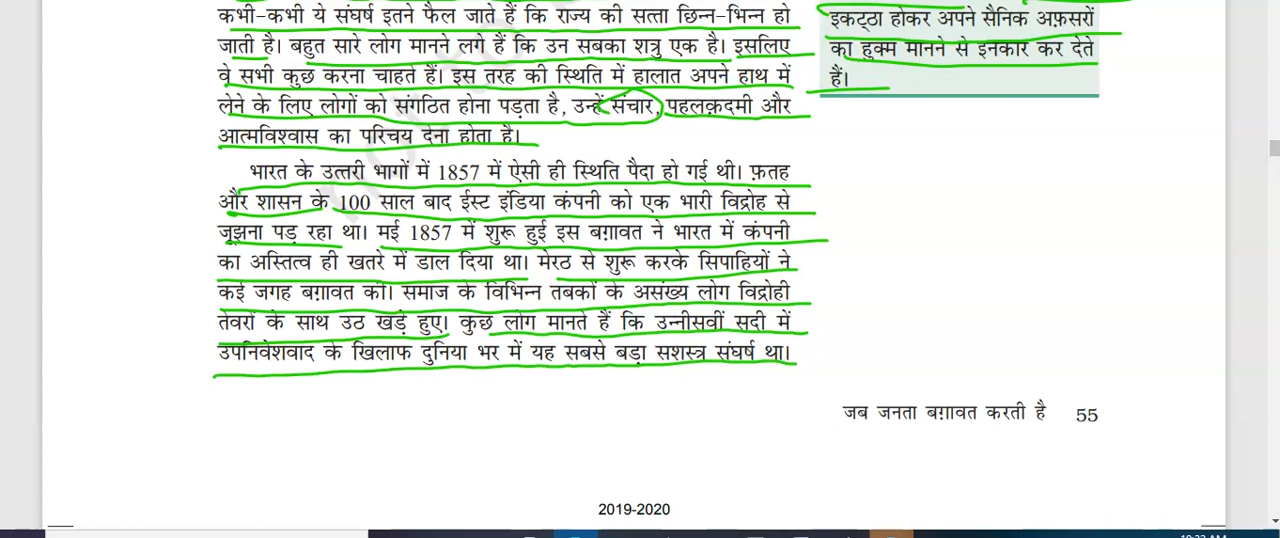 कभी-कभी ये संघर्ष इतने फैल जाते हैं कि राज्य की सत्ता छिन्न-भिन्न हो
जाती है। बहुत सारे लोग मानने लगे हैं कि उन सबका शत्रु एक है। इसलिए
वे सभी कुछ करना चाहते हैं। इस तरह की स्थिति में हालात अपने हाथ में
लेने के लिए लोगों को संगठित होना पड़ता है, उन्हें संचार, पहलक़दमी और
आत्मविश्वास का परिचय देना होता है।
भारत के उत्तरी भागों में 1857 में ऐसी ही स्थिति पैदा हो गई थी। फ़तह
और शासन के 100 साल बाद ईस्ट इंडिया कंपनी को एक भारी विद्रोह से
जूझना पड़ रहा था। मई 1857 में शुरू हुई इस बग़ावत ने भारत में कंपनी
का अस्तित्व ही खतरे में डाल दिया था। मेरठ से शुरू करके सिपाहियों ने
कई जगह बग़ावत की। समाज के विभिन्न तबकों के असंख्य लोग विद्रोही
तेवरों के साथ उठ खड़े हुए। कुछ लोग मानते हैं कि उन्नीसवीं सदी में
उपनिवेशवाद के खिलाफ दुनिया भर में यह सबसे बड़ा सशस्त्र संघर्ष था।
इकट्ठा होकर अपने सैनिक अफ़सरों
का हुक्म मानने से इनकार कर देते
हैं।
जब जनता बग़ावत करती है 55
2019-2020